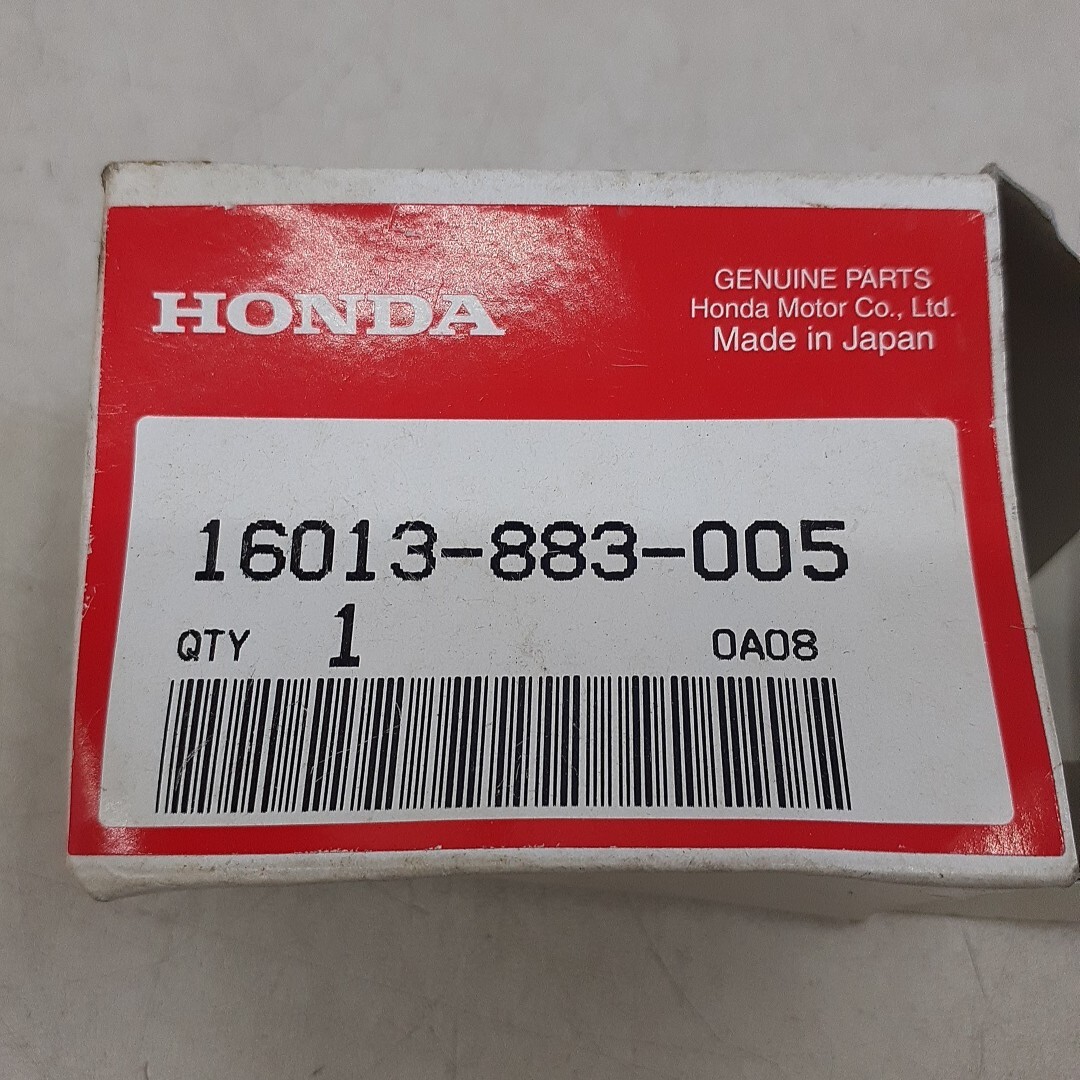 HONDA
GENUINE PARTS
Honda Motor Co., Ltd.
Made in Japan
16013-883-005
QTY 1 0A08